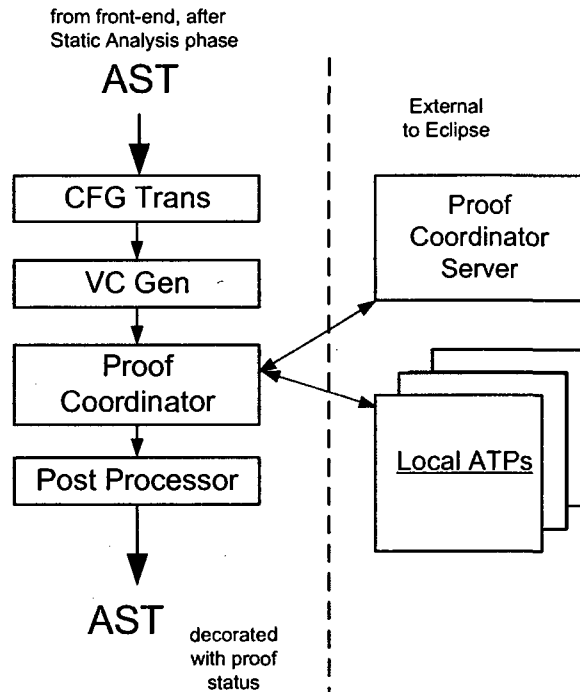 from front-end, after
Static Analysis phase
AST
External
to Eclipse
CFG Trans
Proof
Coordinator
Server
VC Gen
Proof
Coordinator
Local ATPs
Post Processor
AST
decorated
with proof
status